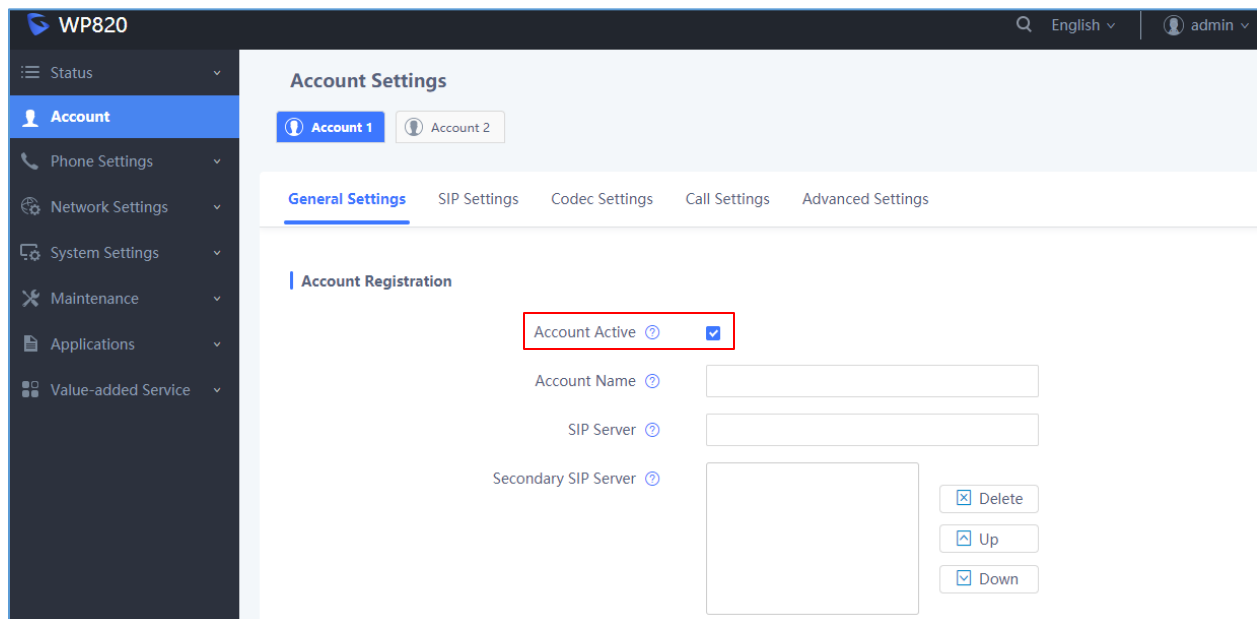 WP820
English
admin
Status
Account
Phone Settings
Network Settings
System Settings
Maintenance
Applications
Value-added Service
Account Settings
Account 1
Account 2
General Settings
SIP Settings
Codec Settings
Call Settings
Advanced Settings
Account Registration
Account Active ?
Account Name ?
SIP Server ?
Secondary SIP Server ?
Delete
Up
Down